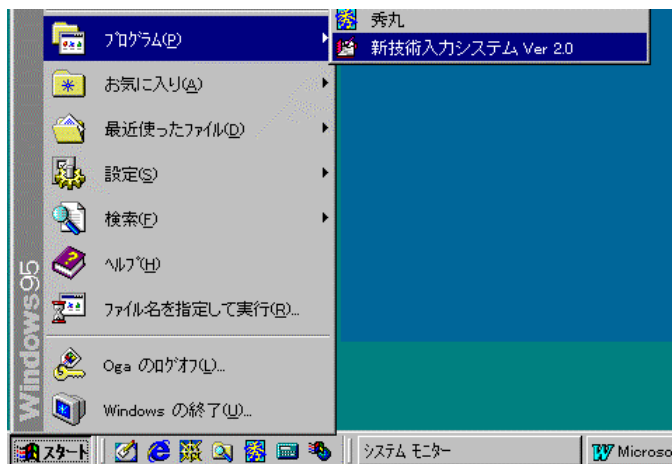 秀丸
新技術入力システム Ver 2.0
ﾌﾟﾛｸﾞﾗﾑ(P)
お気に入り(A)
最近使ったﾌｧｲﾙ(D)
設定(S)
検索(F)
ﾍﾙﾌﾟ(H)
ﾌｧｲﾙ名を指定して実行(R)...
Oga のﾛｸﾞｵﾌ(L)...
Windows の終了(U)...
Windows95
スタート
ｼｽﾃﾑ ﾓﾆﾀｰ
Microso